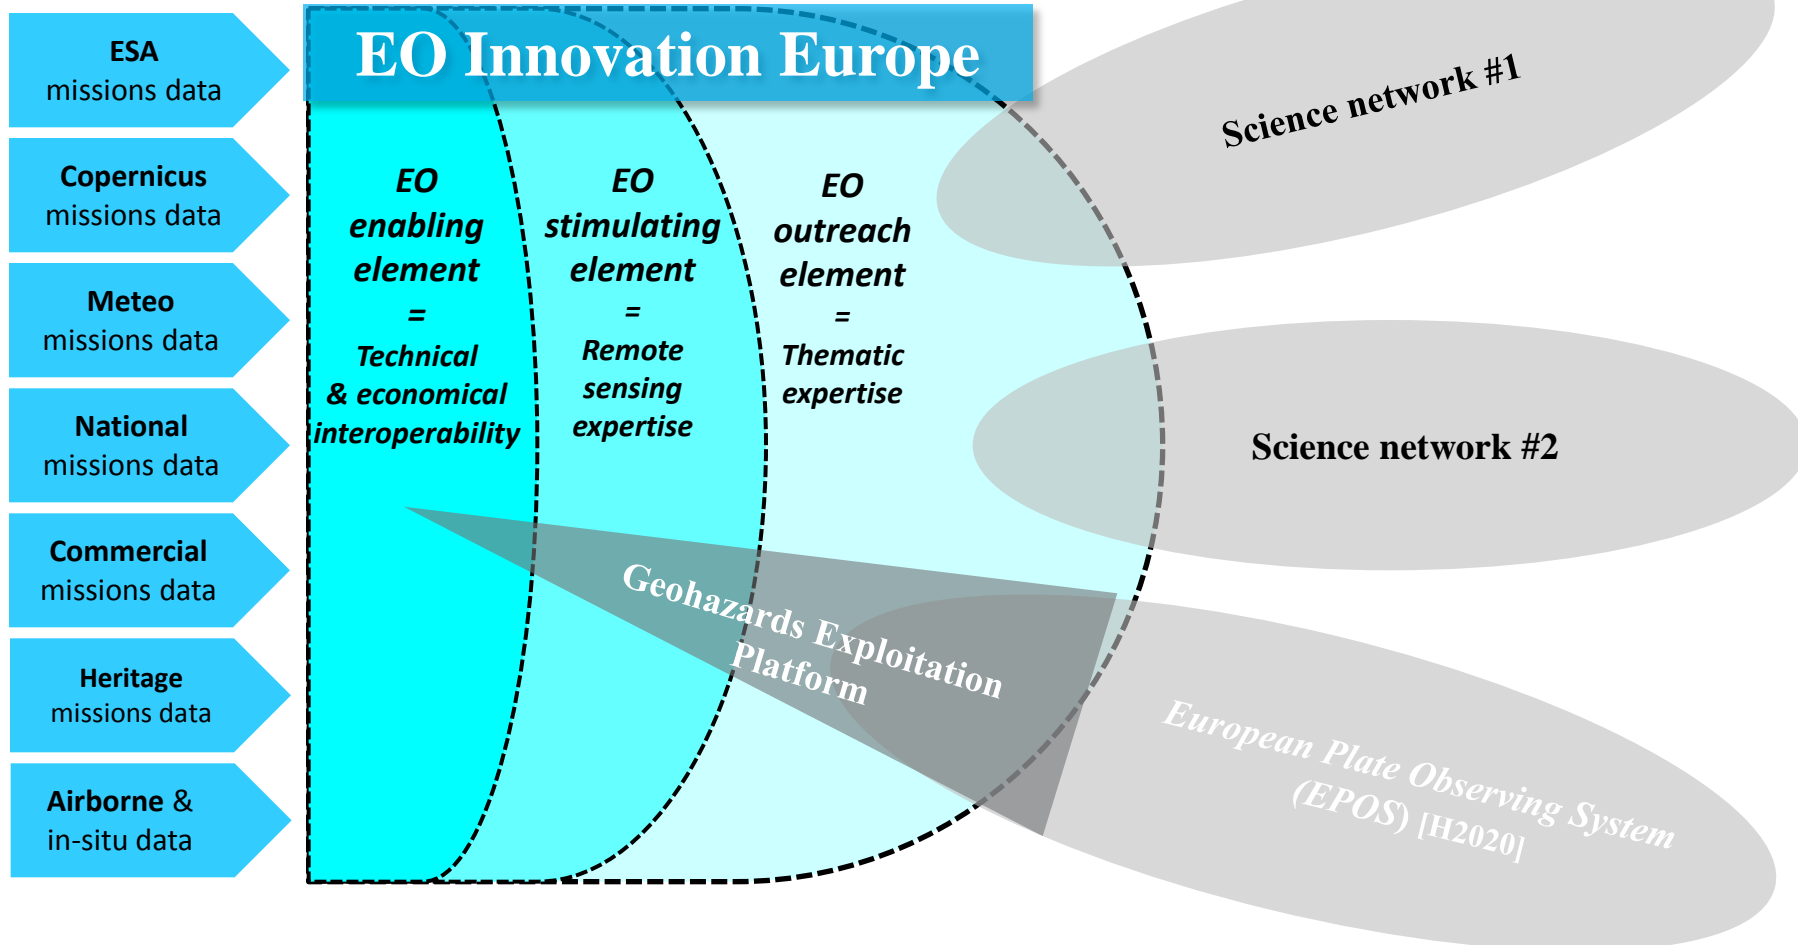 EO Innovation Europe
ESA
missions data
Copernicus
missions data
Meteo
missions data
National
missions data
Commercial
missions data
Heritage
missions data
Airborne &
in-situ data
EO
enabling
element
=
Technical
& economical
interoperability
EO
stimulating
element
=
Remote
sensing
expertise
EO
outreach
element
=
Thematic
expertise
Science network #1
Science network #2
Geohazards Exploitation
Platform
European Plate Observing System
(EPOS) [H2020]